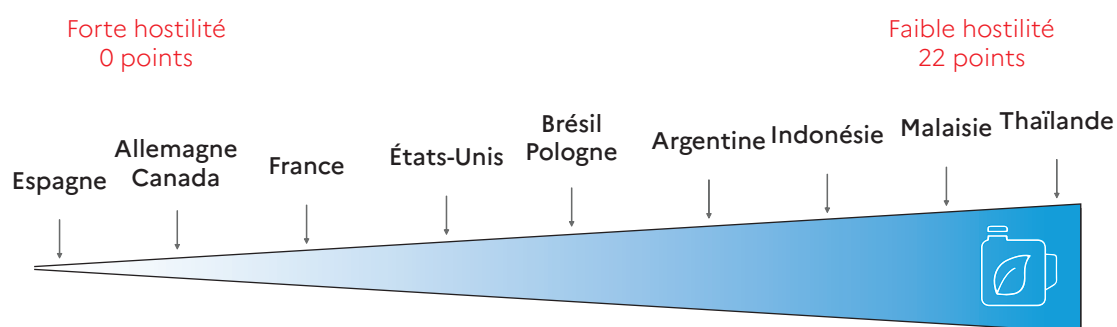 Forte hostilité
0 points
Faible hostilité
22 points
Espagne
Allemagne
Canada
France
États-Unis
Brésil
Pologne
Argentine
Indonésie
Malaisie
Thaïlande